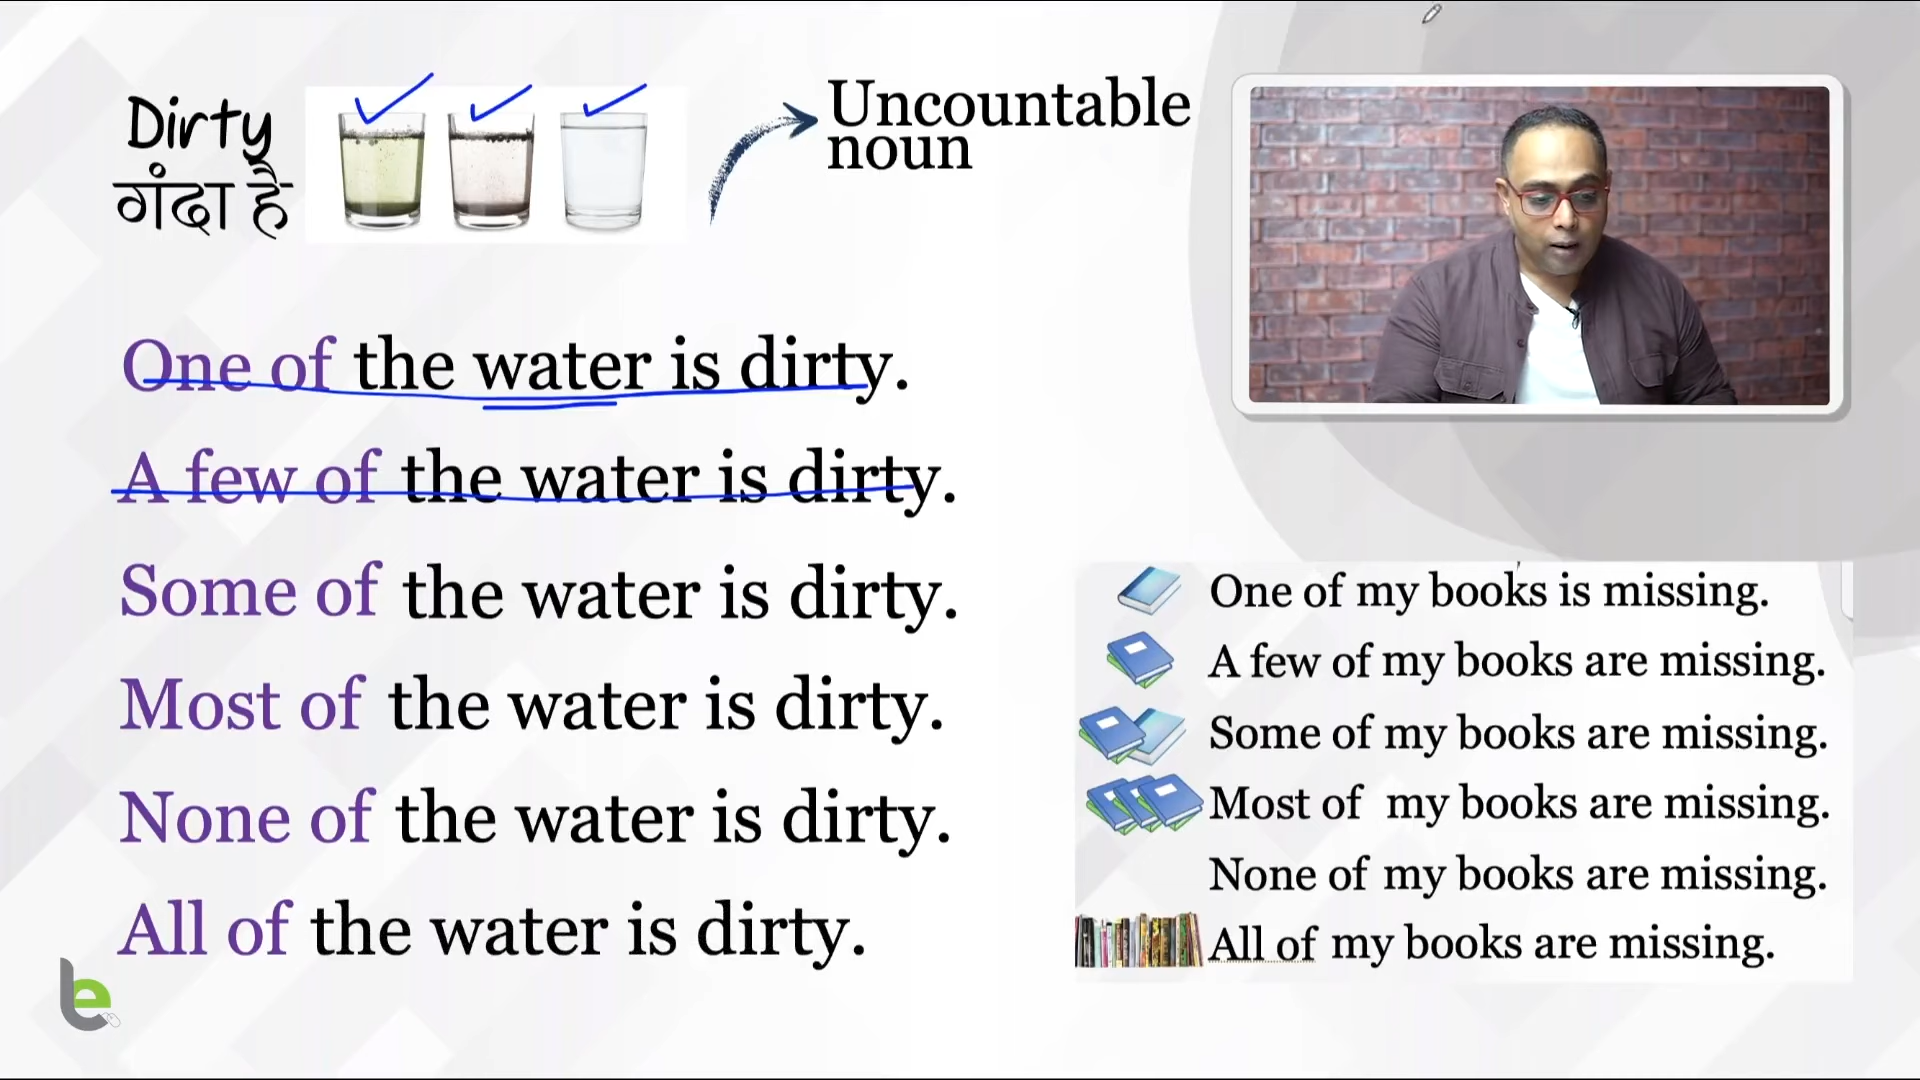 Dirty
गंदा है
Uncountable
noun
One of the water is dirty.
A few of the water is dirty.
Some of the water is dirty.
Most of the water is dirty.
None of the water is dirty.
All of the water is dirty.
One of my books is missing.
A few of my books are missing.
Some of my books are missing.
Most of my books are missing.
None of my books are missing.
All of my books are missing.
be